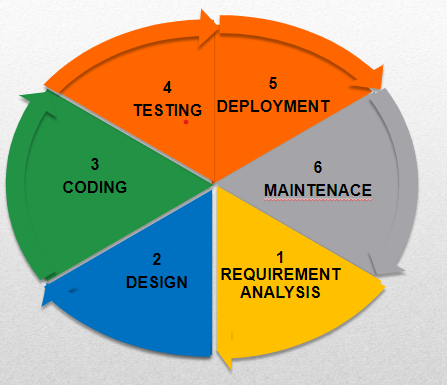 4
TESTING
5
DEPLOYMENT
3
CODING
6
MAINTENACE
2
DESIGN
1
REQUIREMENT
ANALYSIS